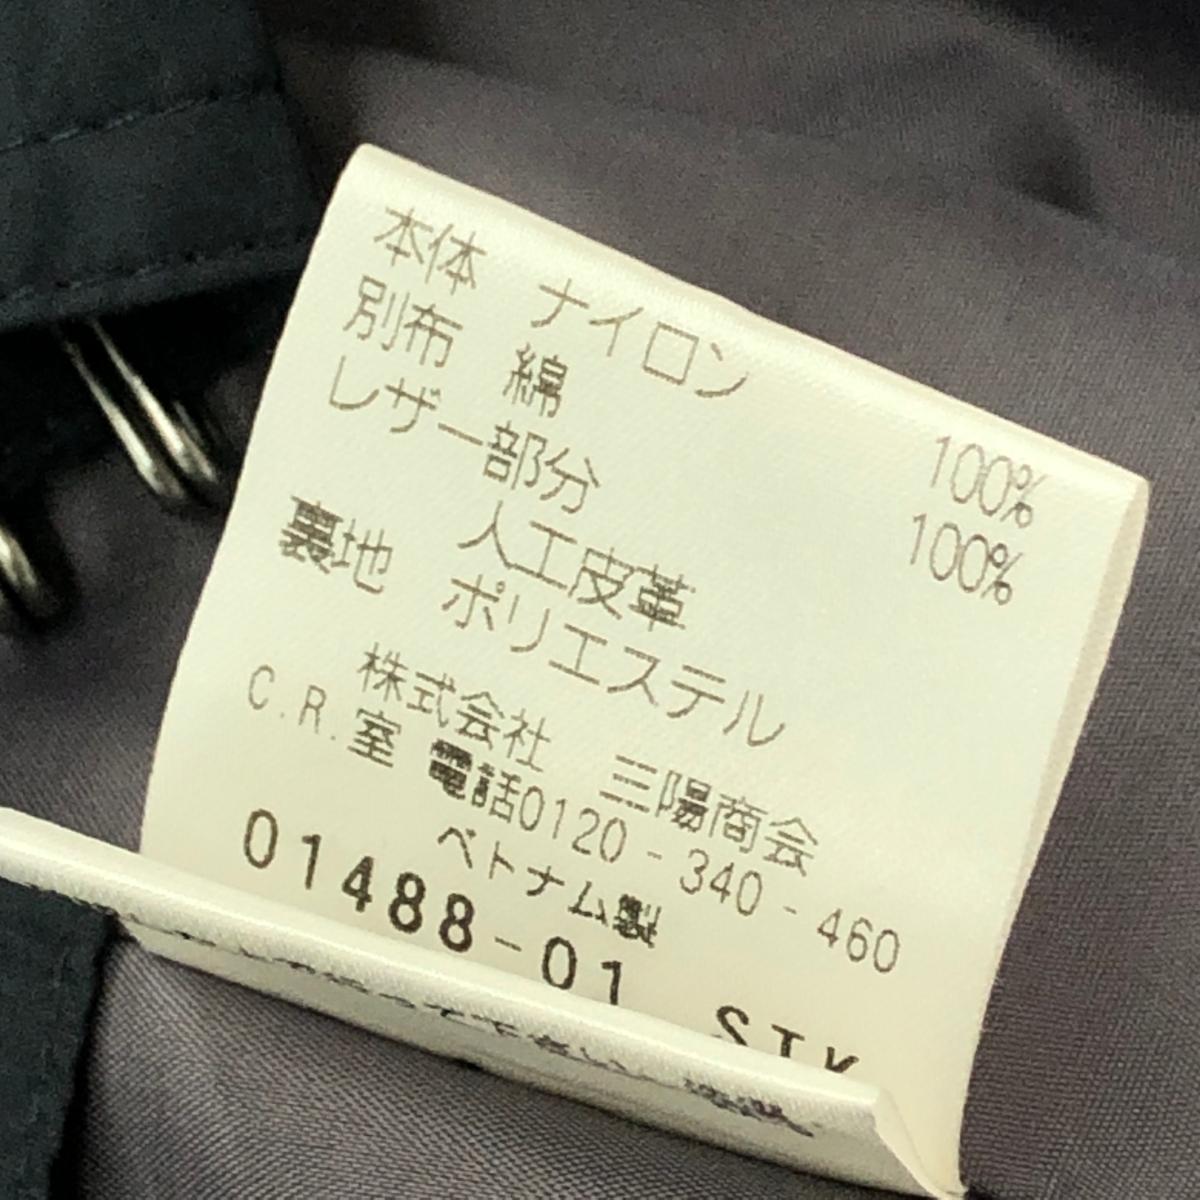 本体 ナイロン 100%
別布 綿 100%
レザー部分
人工皮革
裏地 ポリエステル
株式会社 三陽商会
C.R.室 電話0120-340-460
ベトナム製
01488-01 STK